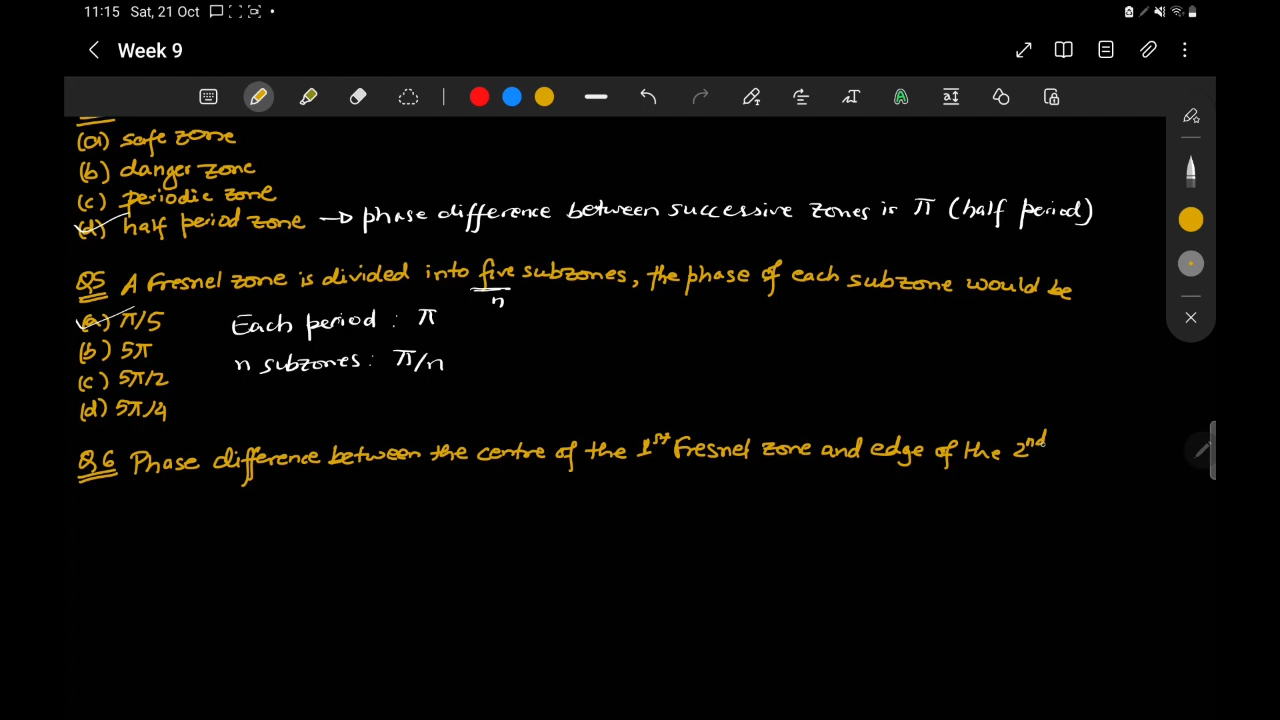 11:15 Sat, 21 Oct
Week 9
(a) safe zone
(b) danger zone
(c) periodic zone
(d) half period zone → phase difference between successive zones is π (half period)
Q5 A Fresnel zone is divided into five subzones, the phase of each subzone would be
n
(a) π/5 Each period : π
(b) 5π n subzones : π/n
(c) 5π/2
(d) 5π/4
Q6 Phase difference between the centre of the 1st Fresnel zone and edge of the 2nd